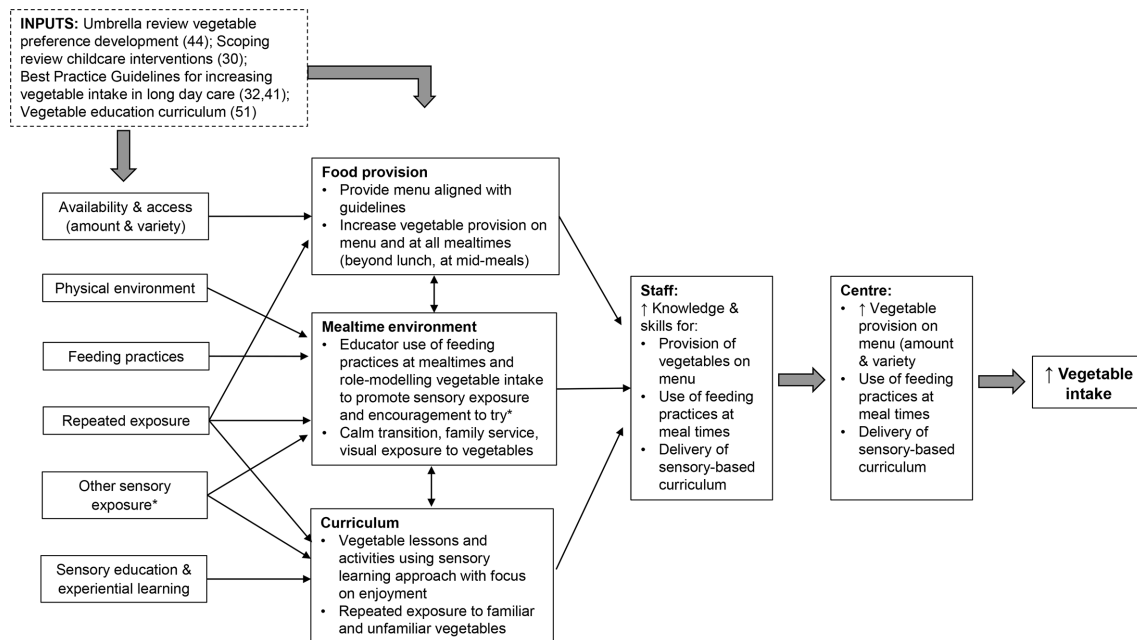 INPUTS: Umbrella review vegetable
preference development (44); Scoping
review childcare interventions (30);
Best Practice Guidelines for increasing
vegetable intake in long day care (32,41);
Vegetable education curriculum (51)
Availability & access
(amount & variety)
Physical environment
Feeding practices
Repeated exposure
Other sensory
exposure*
Sensory education &
experiential learning
Food provision
• Provide menu aligned with
guidelines
• Increase vegetable provision on
menu and at all mealtimes
(beyond lunch, at mid-meals)
Mealtime environment
• Educator use of feeding
practices at mealtimes and
role-modelling vegetable intake
to promote sensory exposure
and encouragement to try*
• Calm transition, family service,
visual exposure to vegetables
Curriculum
• Vegetable lessons and
activities using sensory
learning approach with focus
on enjoyment
• Repeated exposure to familiar
and unfamiliar vegetables
Staff:
↑ Knowledge &
skills for:
• Provision of
vegetables on
menu
• Use of feeding
practices at
meal times
• Delivery of
sensory-based
curriculum
Centre:
• ↑ Vegetable
provision on
menu (amount
& variety
• Use of feeding
practices at
meal times
• Delivery of
sensory-based
curriculum
↑ Vegetable
intake